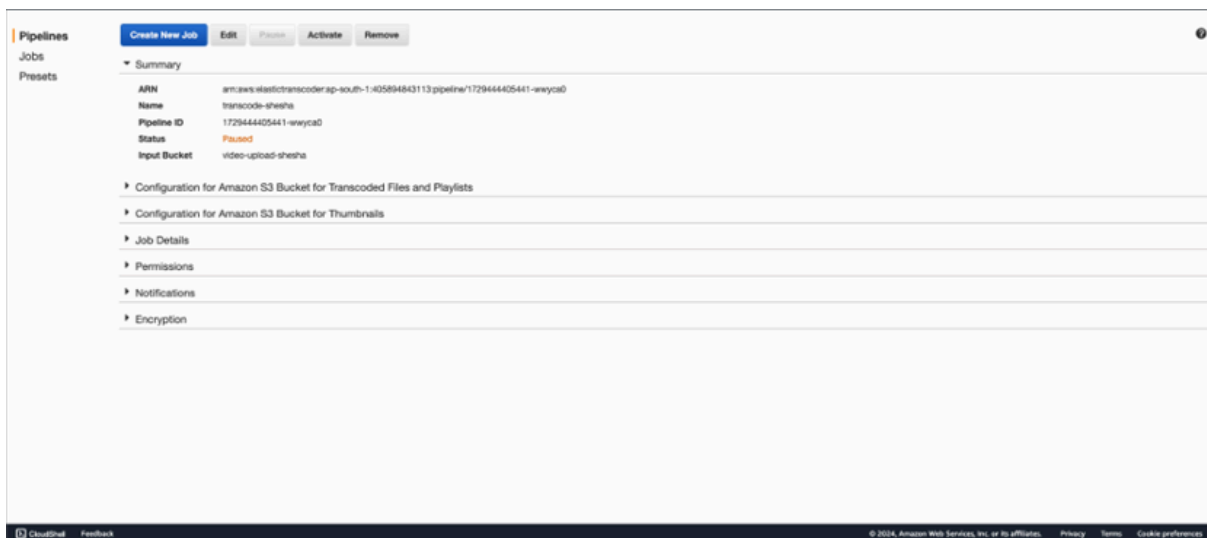 Pipelines
Jobs
Presets
Create New Job Edit Pause Activate Remove
Summary
ARN arn:aws:elastictranscoder:ap-south-1:405894843113:pipeline/1729444405441-wwyca0
Name transcode-shesha
Pipeline ID 1729444405441-wwyca0
Status Paused
Input Bucket video-upload-shesha
Configuration for Amazon S3 Bucket for Transcoded Files and Playlists
Configuration for Amazon S3 Bucket for Thumbnails
Job Details
Permissions
Notifications
Encryption
CloudShell Feedback © 2024, Amazon Web Services, Inc. or its affiliates. Privacy Terms Cookie preferences